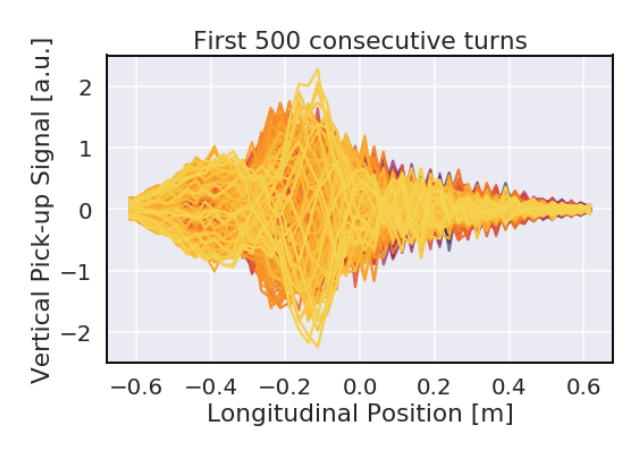 First 500 consecutive turns
Vertical Pick-up Signal [a.u.]
2
1
0
−1
−2
−0.6 −0.4 −0.2 0.0 0.2 0.4 0.6
Longitudinal Position [m]